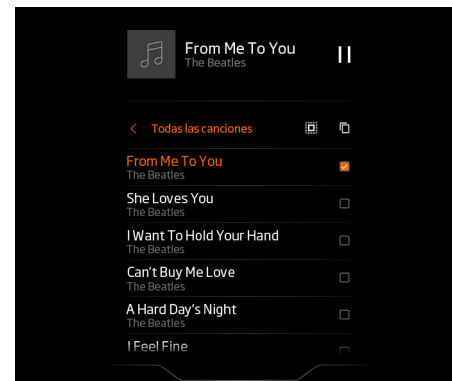 From Me To You
The Beatles
Todas las canciones
From Me To You
The Beatles
She Loves You
The Beatles
I Want To Hold Your Hand
The Beatles
Can't Buy Me Love
The Beatles
A Hard Day's Night
The Beatles
I Feel Fine